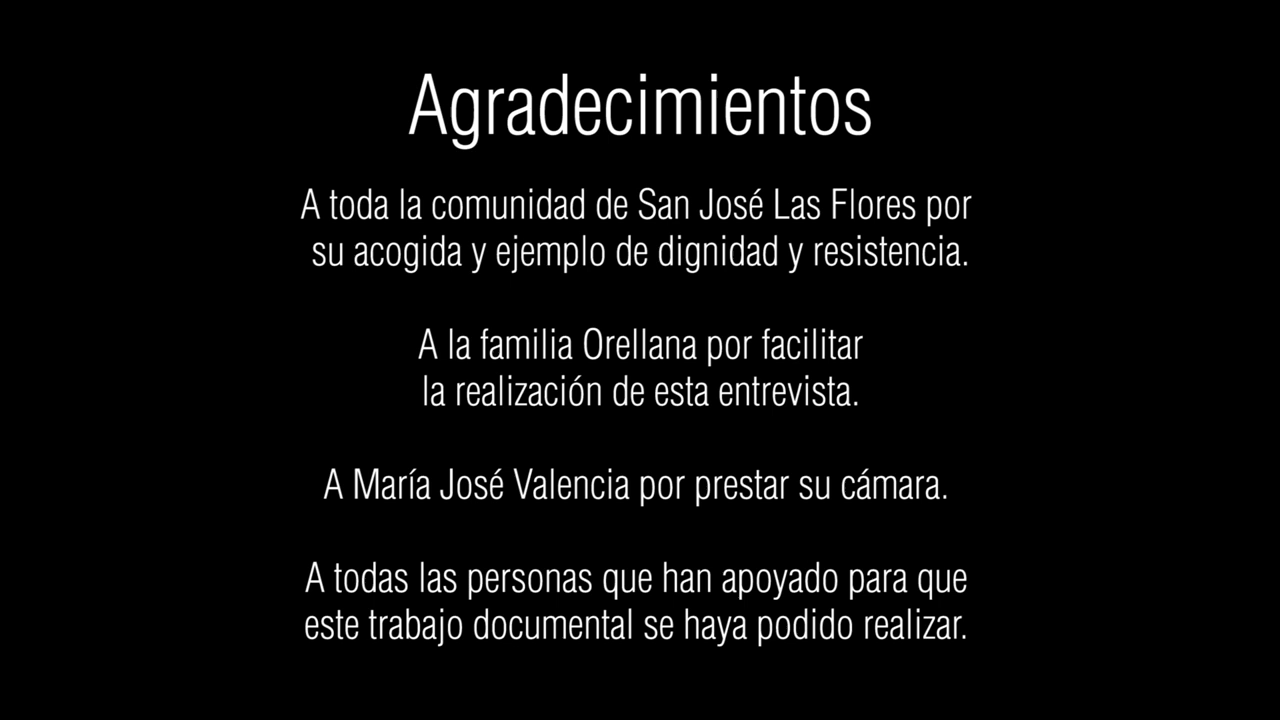 Agradecimientos
A toda la comunidad de San José Las Flores por
su acogida y ejemplo de dignidad y resistencia.
A la familia Orellana por facilitar
la realización de esta entrevista.
A María José Valencia por prestar su cámara.
A todas las personas que han apoyado para que
este trabajo documental se haya podido realizar.